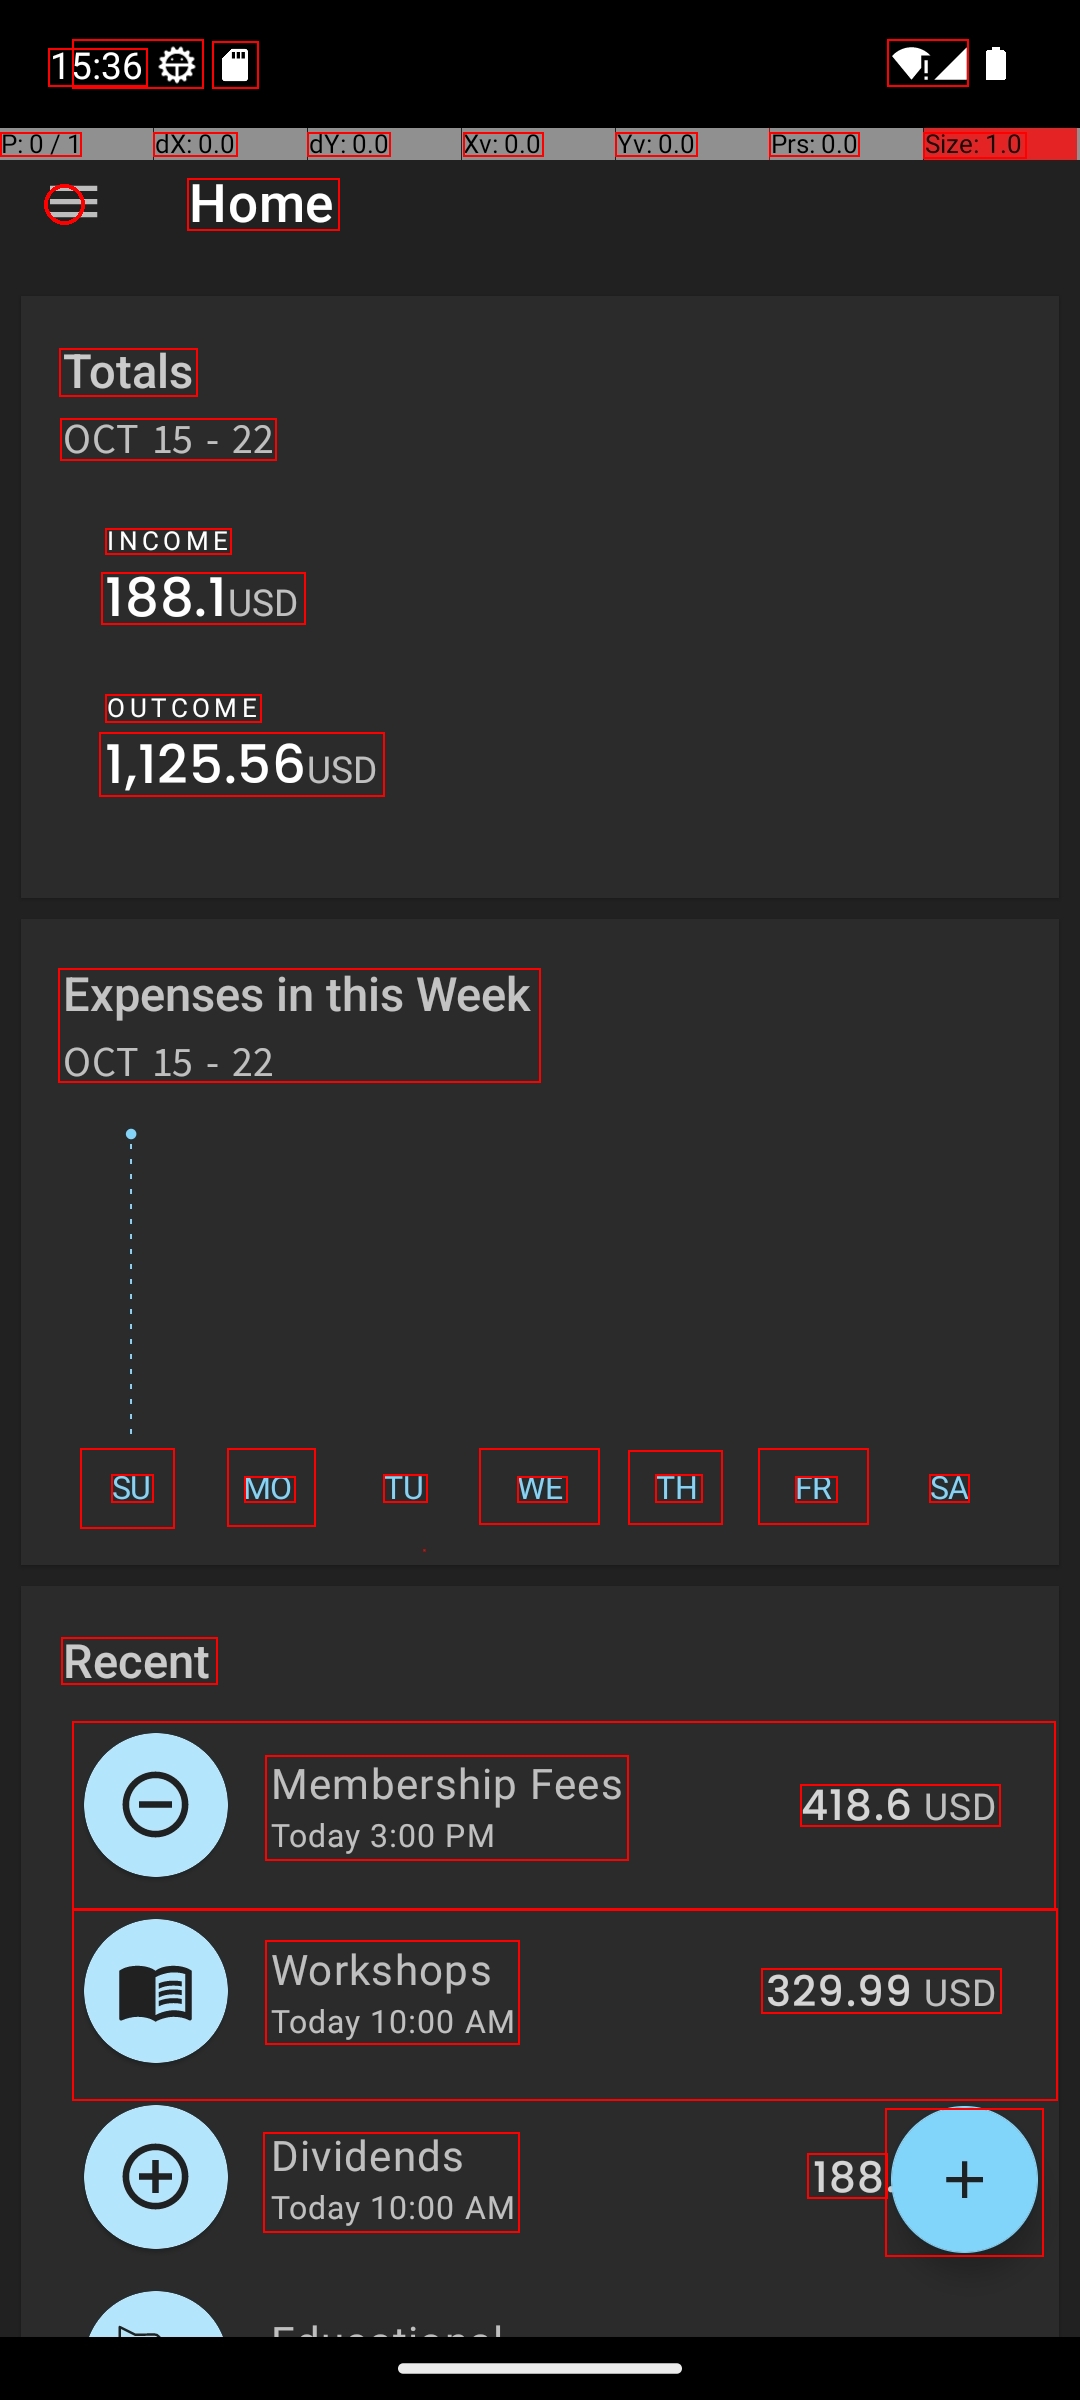 15:36
P: 0 / 1 dX: 0.0 dY: 0.0 Xv: 0.0 Yv: 0.0 Prs: 0.0 Size: 1.0
Home
Totals
OCT 15 - 22
INCOME
188.1USD
OUTCOME
1,125.56USD
Expenses in this Week
OCT 15 - 22
SU MO TU WE TH FR SA
Recent
Membership Fees
418.6 USD
Today 3:00 PM
Workshops
329.99 USD
Today 10:00 AM
Dividends
188.
Today 10:00 AM
Educational